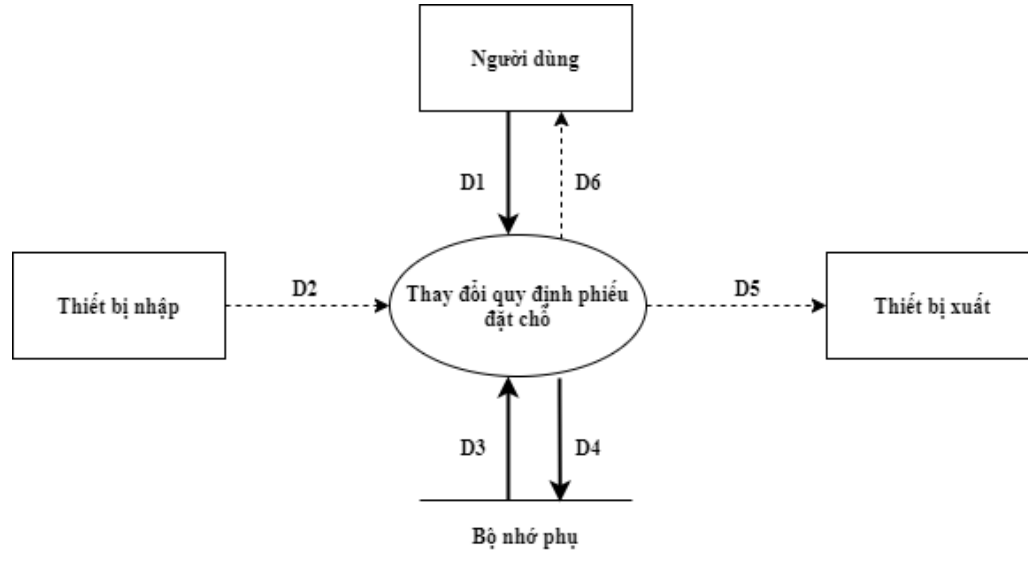 Người dùng
D1
D6
Thiết bị nhập
D2
Thay đổi quy định phiếu
đặt chỗ
D5
Thiết bị xuất
D3
D4
Bộ nhớ phụ